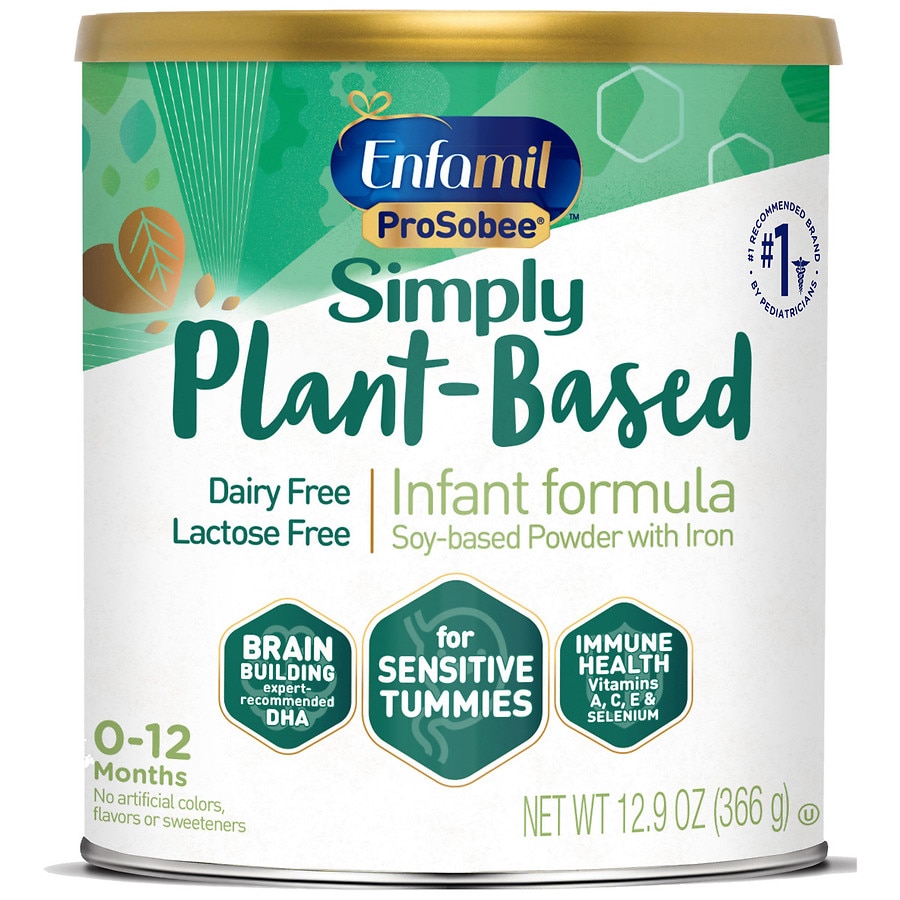 Enfamil
ProSobee® ™
Simply
Plant-Based
#1 RECOMMENDED BRAND
#1
• BY PEDIATRICIANS •
Dairy Free
Lactose Free
Infant formula
Soy-based Powder with Iron
BRAIN
BUILDING
expert-
recommended
DHA
for
SENSITIVE
TUMMIES
IMMUNE
HEALTH
Vitamins
A, C, E &
SELENIUM
0-12
Months
No artificial colors,
flavors or sweeteners
NET WT 12.9 OZ (366 g) U